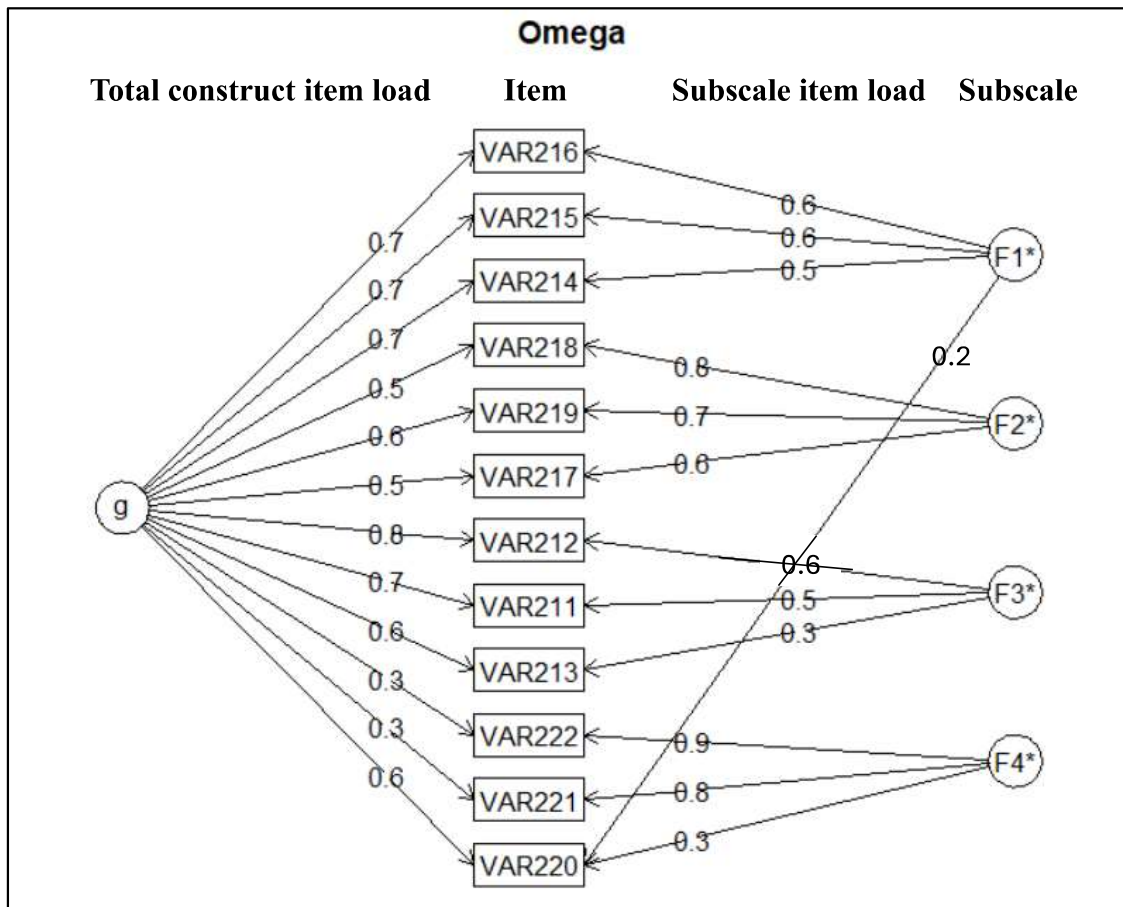 Omega
Total construct item load Item Subscale item load Subscale
VAR216
0.6
0.7
VAR215
0.6
F1*
0.7
VAR214
0.5
0.7
VAR218
0.2
0.8
0.5
VAR219
0.7
F2*
0.6
VAR217
0.6
0.5
g
VAR212
0.8
0.6
VAR211
0.5
F3*
0.7
0.3
0.6
VAR213
0.3
VAR222
0.9
0.3
F4*
VAR221
0.8
0.6
0.3
VAR220